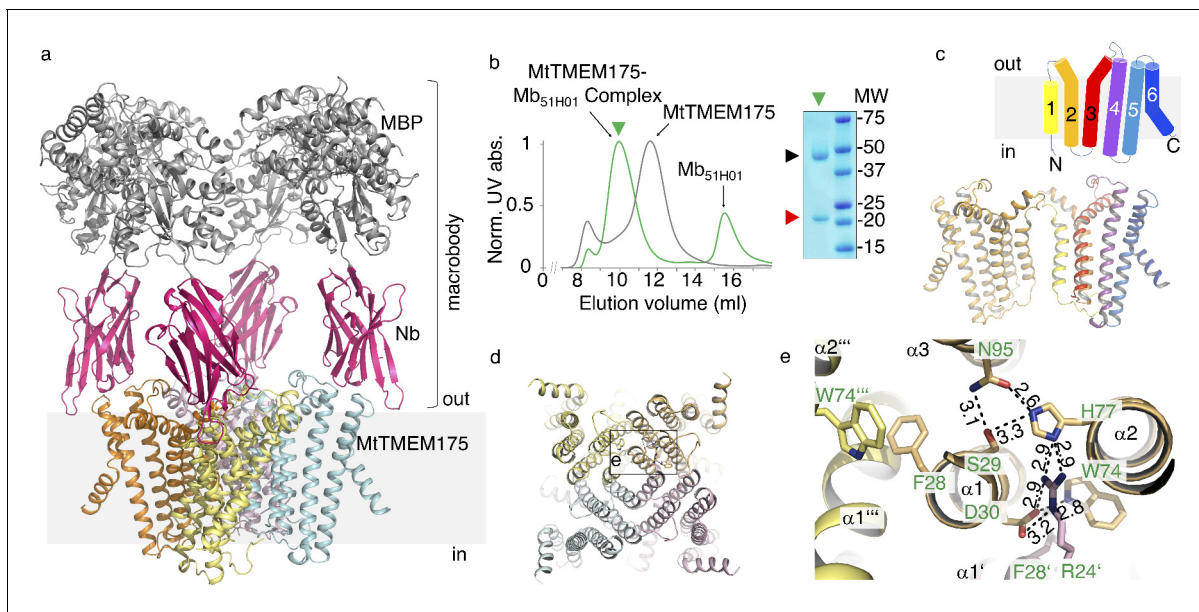 a
MBP
macrobody
Nb
out
MtTMEM175
in
b
MtTMEM175-
Mb51H01 Complex
MtTMEM175
Mb51H01
Norm. UV abs.
1
0.5
0
0 8 10 12 14 16
Elution volume (ml)
MW
-75
-50
-37
-25
-20
-15
c
out
1 2 3 4 5 6
in
N
C
d
e
e
α2‴
α3
N95
W74‴
2.6
3.1
3.3
H77
α2
F28
S29
α1
2.9
2.9
W74
D30
2.9
2.8
3.2
α1‴
α1‘
F28‘
R24‘